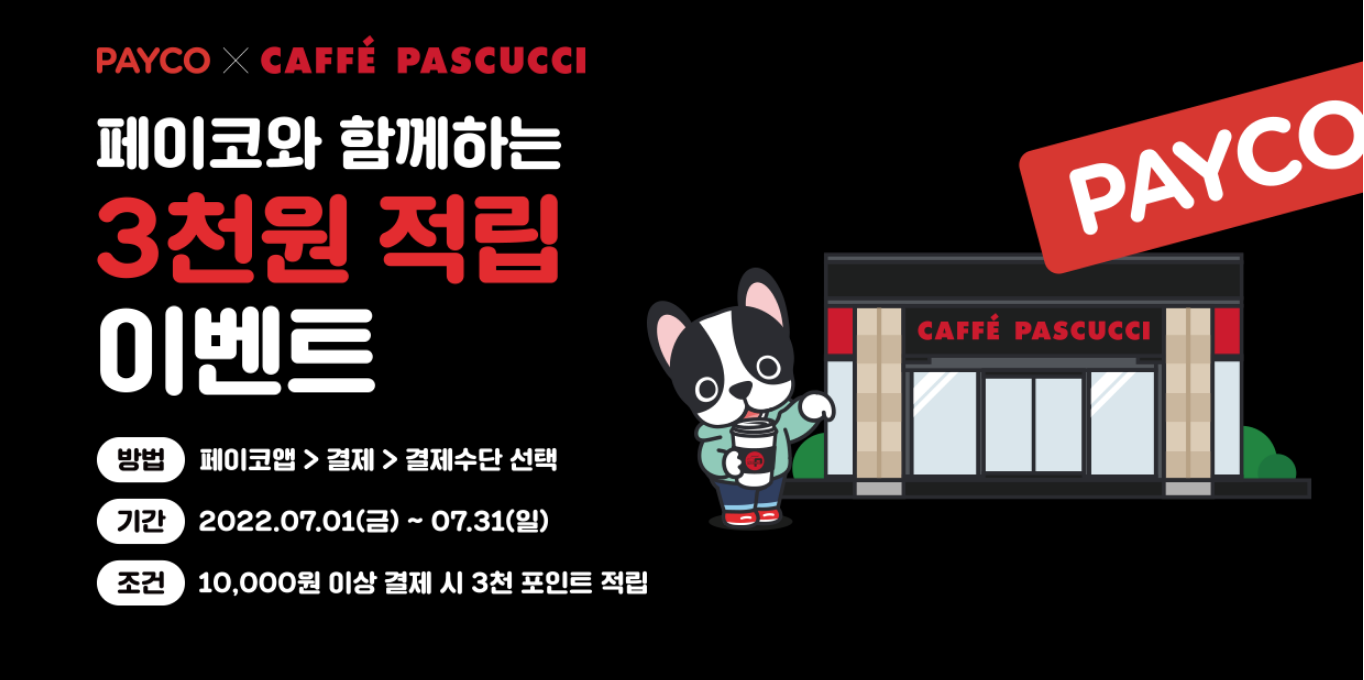 PAYCO × CAFFÉ PASCUCCI
페이코와 함께하는
3천원 적립
이벤트
방법 페이코앱 > 결제 > 결제수단 선택
기간 2022.07.01(금) ~ 07.31(일)
조건 10,000원 이상 결제 시 3천 포인트 적립
PAYCO
CAFFÉ PASCUCCI